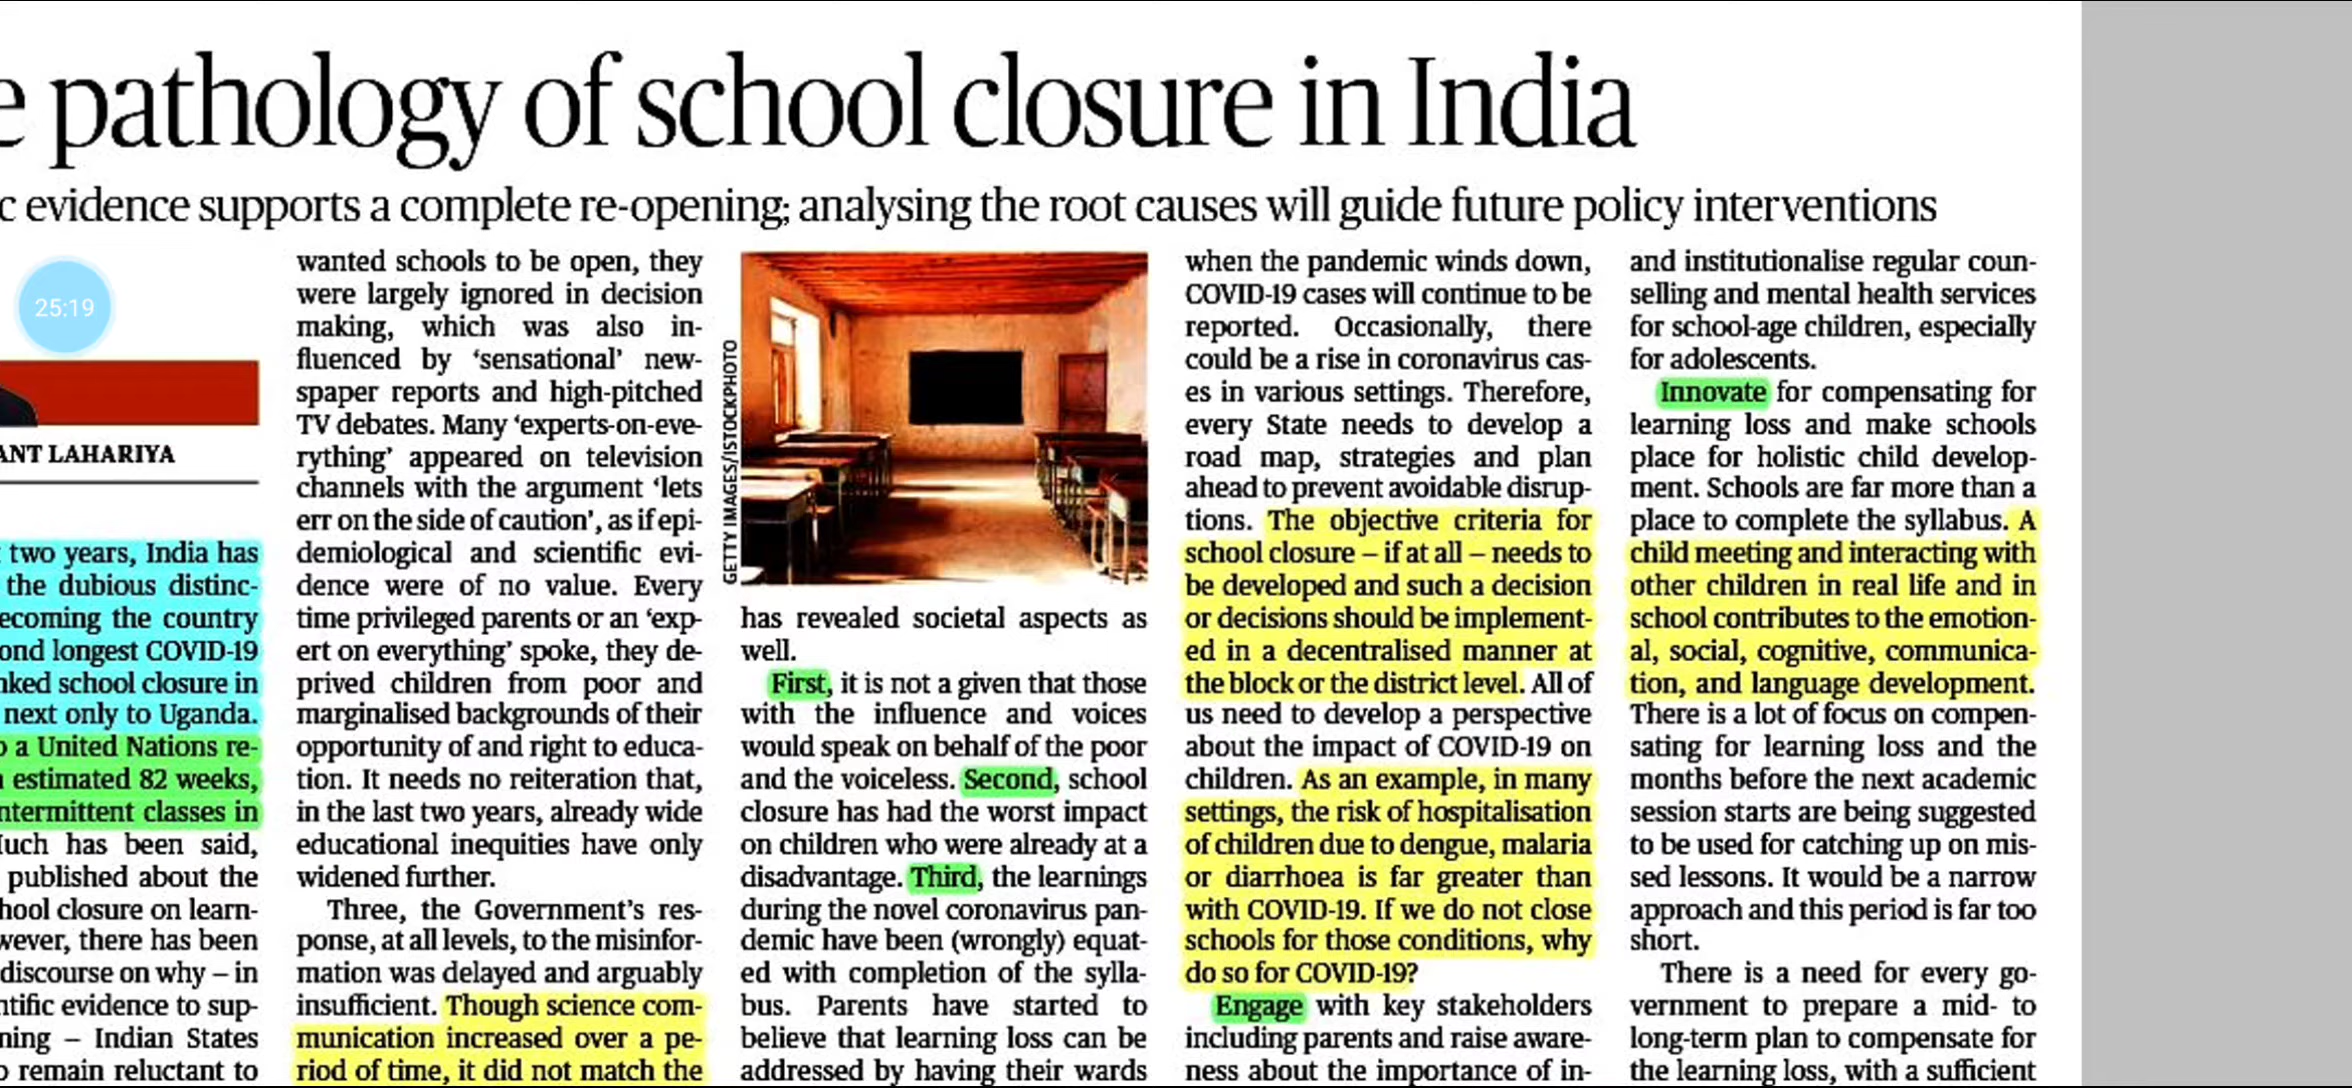 e pathology of school closure in India
c evidence supports a complete re-opening; analysing the root causes will guide future policy interventions
25:19
ANT LAHARIYA
two years, India has
the dubious distinc-
ecoming the country
ond longest COVID-19
nked school closure in
next only to Uganda.
o a United Nations re-
n estimated 82 weeks,
ntermittent classes in
uch has been said,
published about the
hool closure on learn-
wever, there has been
discourse on why – in
ntific evidence to sup-
ning – Indian States
o remain reluctant to
wanted schools to be open, they
were largely ignored in decision
making, which was also in-
fluenced by ‘sensational’ new-
spaper reports and high-pitched
TV debates. Many ‘experts-on-eve-
rything’ appeared on television
channels with the argument ‘lets
err on the side of caution’, as if epi-
demiological and scientific evi-
dence were of no value. Every
time privileged parents or an ‘exp-
ert on everything’ spoke, they de-
prived children from poor and
marginalised backgrounds of their
opportunity of and right to educa-
tion. It needs no reiteration that,
in the last two years, already wide
educational inequities have only
widened further.
Three, the Government’s res-
ponse, at all levels, to the misinfor-
mation was delayed and arguably
insufficient. Though science com-
munication increased over a pe-
riod of time, it did not match the
GETTY IMAGES/ISTOCKPHOTO
has revealed societal aspects as
well.
First, it is not a given that those
with the influence and voices
would speak on behalf of the poor
and the voiceless. Second, school
closure has had the worst impact
on children who were already at a
disadvantage. Third, the learnings
during the novel coronavirus pan-
demic have been (wrongly) equat-
ed with completion of the sylla-
bus. Parents have started to
believe that learning loss can be
addressed by having their wards
when the pandemic winds down,
COVID-19 cases will continue to be
reported. Occasionally, there
could be a rise in coronavirus cas-
es in various settings. Therefore,
every State needs to develop a
road map, strategies and plan
ahead to prevent avoidable disrup-
tions. The objective criteria for
school closure – if at all – needs to
be developed and such a decision
or decisions should be implement-
ed in a decentralised manner at
the block or the district level. All of
us need to develop a perspective
about the impact of COVID-19 on
children. As an example, in many
settings, the risk of hospitalisation
of children due to dengue, malaria
or diarrhoea is far greater than
with COVID-19. If we do not close
schools for those conditions, why
do so for COVID-19?
Engage with key stakeholders
including parents and raise aware-
ness about the importance of in-
and institutionalise regular coun-
selling and mental health services
for school-age children, especially
for adolescents.
Innovate for compensating for
learning loss and make schools
place for holistic child develop-
ment. Schools are far more than a
place to complete the syllabus. A
child meeting and interacting with
other children in real life and in
school contributes to the emotion-
al, social, cognitive, communica-
tion, and language development.
There is a lot of focus on compen-
sating for learning loss and the
months before the next academic
session starts are being suggested
to be used for catching up on mis-
sed lessons. It would be a narrow
approach and this period is far too
short.
There is a need for every go-
vernment to prepare a mid- to
long-term plan to compensate for
the learning loss, with a sufficient